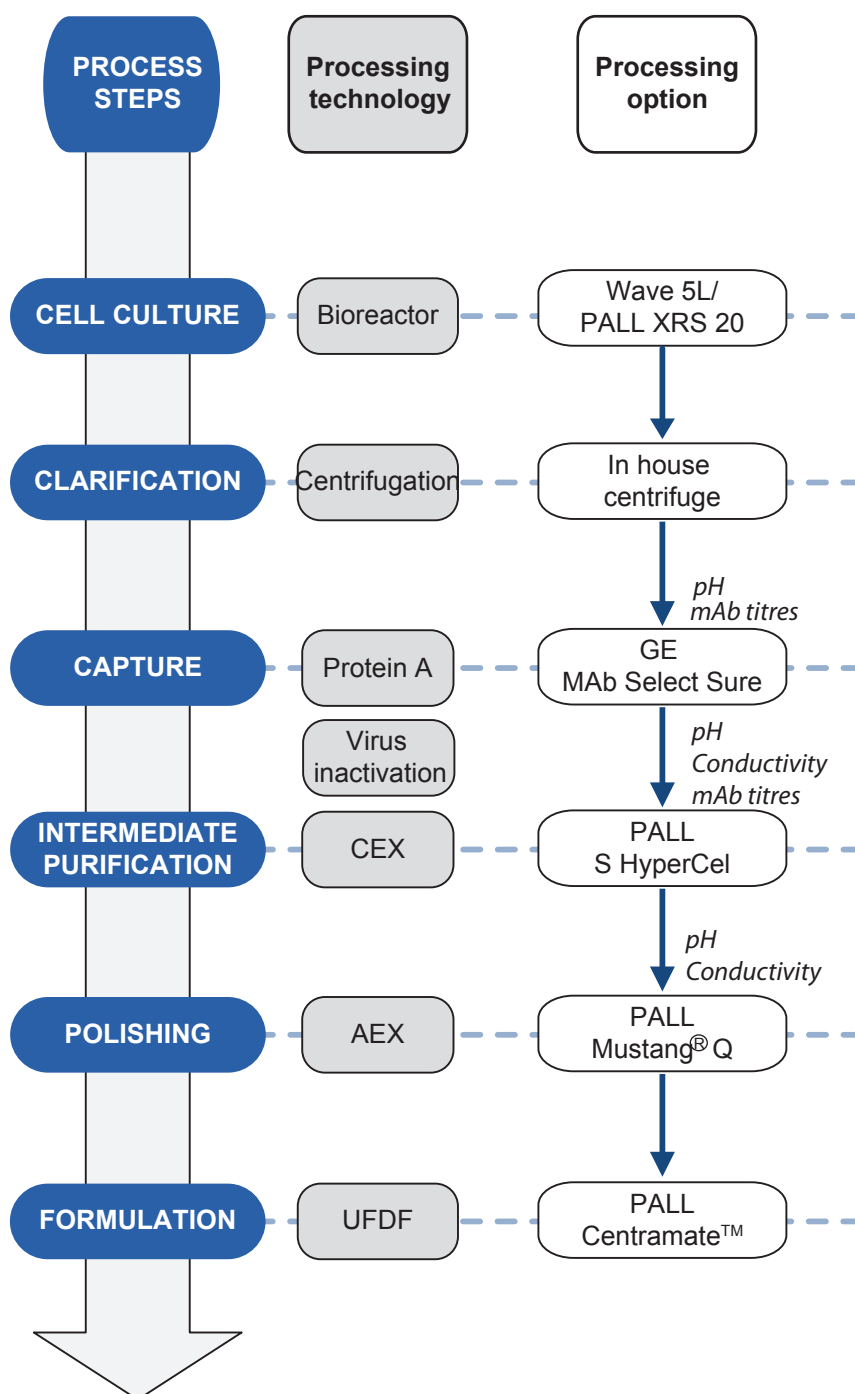 PROCESS
STEPS
Processing
technology
Processing
option
CELL CULTURE
Bioreactor
Wave 5L/
PALL XRS 20
CLARIFICATION
Centrifugation
In house
centrifuge
pH
mAb titres
CAPTURE
Protein A
GE
MAb Select Sure
Virus
inactivation
pH
Conductivity
mAb titres
INTERMEDIATE
PURIFICATION
CEX
PALL
S HyperCel
pH
Conductivity
POLISHING
AEX
PALL
Mustang® Q
FORMULATION
UFDF
PALL
Centramate™